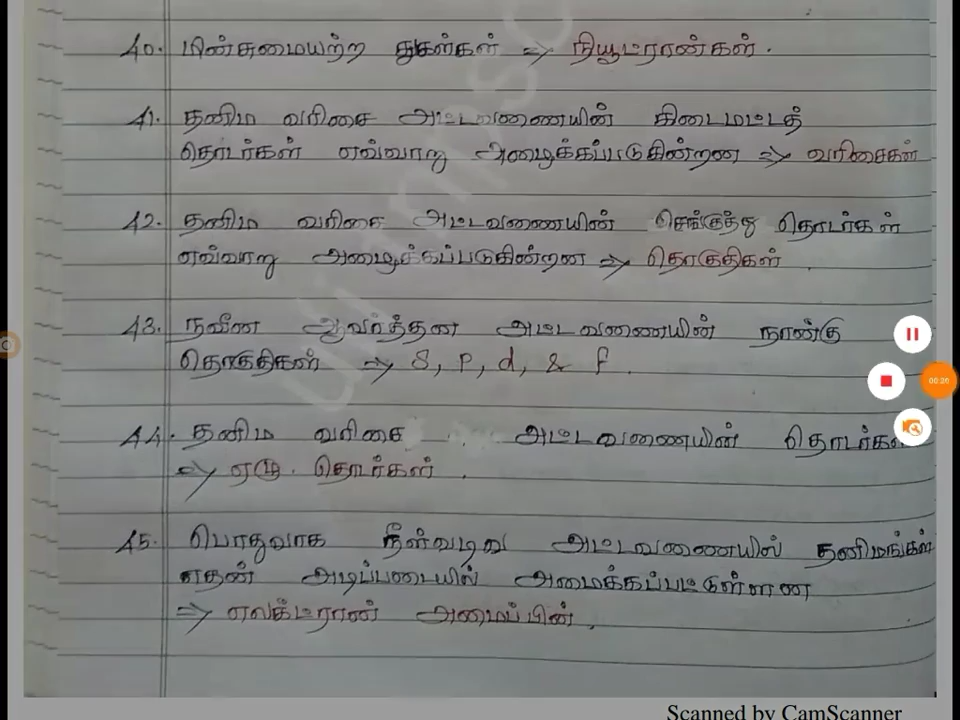 40. மின்சுமையற்ற துகள்கள் => நியூட்ரான்கள்.
41. தனிம வரிசை அட்டவணையின் கிடைமட்டத்
தொடர்கள் எவ்வாறு அழைக்கப்படுகின்றன => வரிசைகள்
42. தனிம வரிசை அட்டவணையின் செங்குத்து தொடர்கள்
எவ்வாறு அழைக்கப்படுகின்றன => தொகுதிகள்.
43. நவீன ஆவர்த்தன அட்டவணையின் நான்கு
தொகுதிகள் => S, P, d, & f.
44. தனிம வரிசை அட்டவணையின் தொடர்கள்
=> ஏழு தொடர்கள்.
45. பொதுவாக நீள்வடிவ அட்டவணையில் தனிமங்கள்
எதன் அடிப்படையில் அமைக்கப்பட்டுள்ளன
=> எலக்ட்ரான் அமைப்பின்.
00:26
Scanned by CamScanner